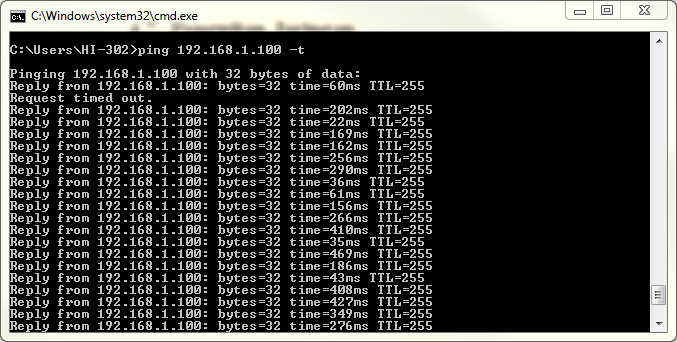 C:\Windows\system32\cmd.exe
C:\Users\HI-302>ping 192.168.1.100 -t
Pinging 192.168.1.100 with 32 bytes of data:
Reply from 192.168.1.100: bytes=32 time=60ms TTL=255
Request timed out.
Reply from 192.168.1.100: bytes=32 time=202ms TTL=255
Reply from 192.168.1.100: bytes=32 time=22ms TTL=255
Reply from 192.168.1.100: bytes=32 time=169ms TTL=255
Reply from 192.168.1.100: bytes=32 time=162ms TTL=255
Reply from 192.168.1.100: bytes=32 time=256ms TTL=255
Reply from 192.168.1.100: bytes=32 time=290ms TTL=255
Reply from 192.168.1.100: bytes=32 time=36ms TTL=255
Reply from 192.168.1.100: bytes=32 time=61ms TTL=255
Reply from 192.168.1.100: bytes=32 time=156ms TTL=255
Reply from 192.168.1.100: bytes=32 time=266ms TTL=255
Reply from 192.168.1.100: bytes=32 time=410ms TTL=255
Reply from 192.168.1.100: bytes=32 time=35ms TTL=255
Reply from 192.168.1.100: bytes=32 time=469ms TTL=255
Reply from 192.168.1.100: bytes=32 time=186ms TTL=255
Reply from 192.168.1.100: bytes=32 time=43ms TTL=255
Reply from 192.168.1.100: bytes=32 time=408ms TTL=255
Reply from 192.168.1.100: bytes=32 time=427ms TTL=255
Reply from 192.168.1.100: bytes=32 time=349ms TTL=255
Reply from 192.168.1.100: bytes=32 time=276ms TTL=255